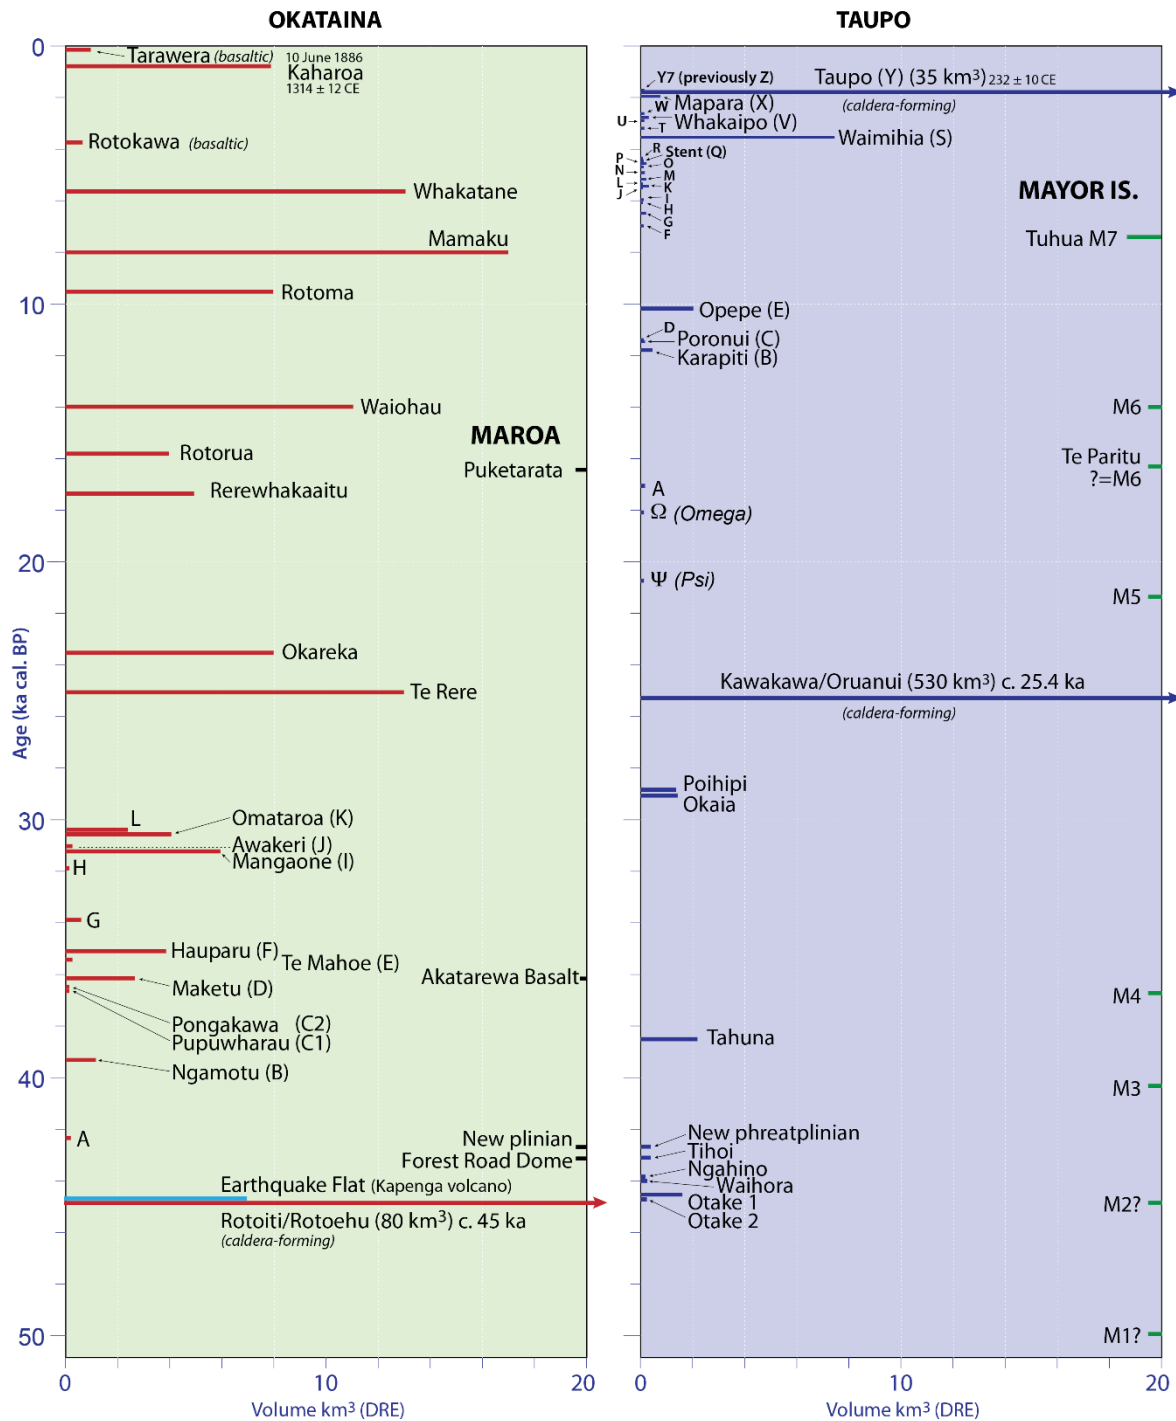 OKATAINA
Tarawera (basaltic) 10 June 1886
Kaharoa
1314 ± 12 CE
Rotokawa (basaltic)
Whakatane
Mamaku
Rotoma
Waiohau
MAROA
Puketarata
Rotorua
Rerewhakaaitu
Okareka
Te Rere
L
Omataroa (K)
Awakeri (J)
Mangaone (I)
H
G
Hauparu (F)
Te Mahoe (E)
Akatarewa Basalt
Maketu (D)
Pongakawa (C2)
Pupuwharau (C1)
Ngamotu (B)
A
New plinian
Forest Road Dome
Earthquake Flat (Kapenga volcano)
Rotoiti/Rotoehu (80 km³) c. 45 ka
(caldera-forming)
0
10
20
30
40
50
Age (ka cal. BP)
0 10 20
Volume km³ (DRE)
TAUPO
Y7 (previously Z)
Taupo (Y) (35 km³) 232 ± 10 CE
(caldera-forming)
W
Mapara (X)
U
Whakaipo (V)
T
Waimihia (S)
R
Stent (Q)
P
O
N
M
L
K
J
I
H
G
F
MAYOR IS.
Tuhua M7
Opepe (E)
D
Poronui (C)
Karapiti (B)
M6
Te Paritu
?=M6
A
Ω (Omega)
Ψ (Psi)
M5
Kawakawa/Oruanui (530 km³) c. 25.4 ka
(caldera-forming)
Poihipi
Okaia
M4
Tahuna
M3
New phreatplinian
Tihoi
Ngahino
Waihora
Otake 1
Otake 2
M2?
M1?
0 10 20
Volume km³ (DRE)